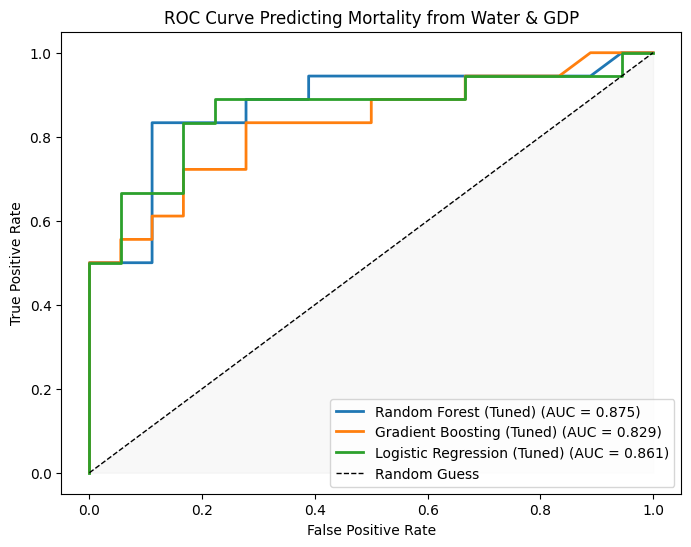 ROC Curve Predicting Mortality from Water & GDP
True Positive Rate
1.0
0.8
0.6
0.4
0.2
0.0
Random Forest (Tuned) (AUC = 0.875)
Gradient Boosting (Tuned) (AUC = 0.829)
Logistic Regression (Tuned) (AUC = 0.861)
Random Guess
0.0 0.2 0.4 0.6 0.8 1.0
False Positive Rate